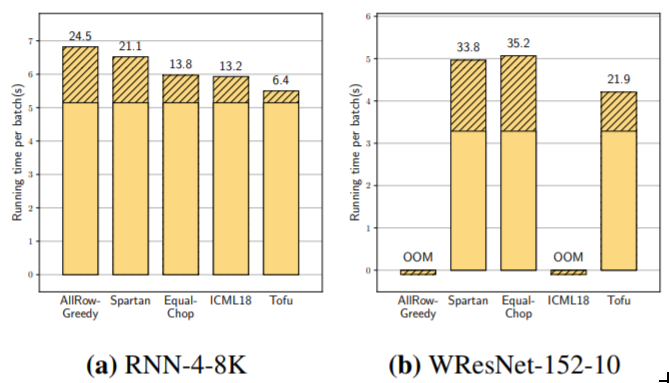 24.5
21.1
13.8
13.2
6.4
7
6
5
4
3
2
1
0
Running time per batch(s)
AllRow-
Greedy
Spartan
Equal-
Chop
ICML18
Tofu
(a) RNN-4-8K
6
5
4
3
2
1
0
Running time per batch(s)
33.8
35.2
21.9
OOM
OOM
AllRow-
Greedy
Spartan
Equal-
Chop
ICML18
Tofu
(b) WResNet-152-10